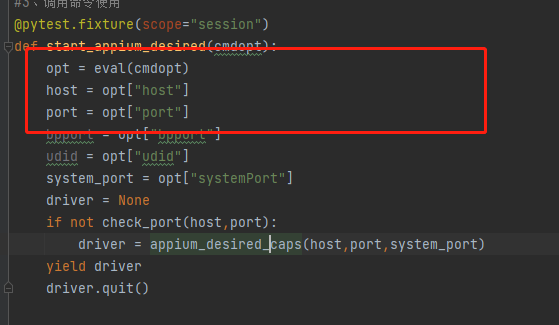 #3、调用命令使用
@pytest.fixture(scope="session")
def start_appium_desired(cmdopt):
opt = eval(cmdopt)
host = opt["host"]
port = opt["port"]
bpport = opt["bpport"]
udid = opt["udid"]
system_port = opt["systemPort"]
driver = None
if not check_port(host,port):
driver = appium_desired_caps(host,port,system_port)
yield driver
driver.quit()